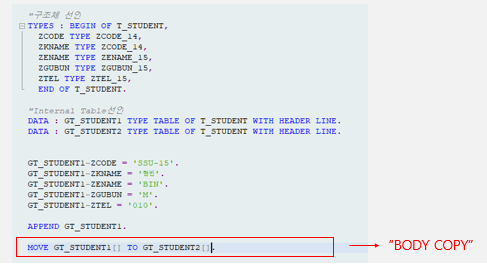 "구조체 선언
TYPES : BEGIN OF T_STUDENT,
ZCODE TYPE ZCODE_14,
ZKNAME TYPE ZCODE_14,
ZENAME TYPE ZENAME_15,
ZGUBUN TYPE ZGUBUN_15,
ZTEL TYPE ZTEL_15,
END OF T_STUDENT.
"Internal Table선언
DATA : GT_STUDENT1 TYPE TABLE OF T_STUDENT WITH HEADER LINE.
DATA : GT_STUDENT2 TYPE TABLE OF T_STUDENT WITH HEADER LINE.
GT_STUDENT1-ZCODE = 'SSU-15'.
GT_STUDENT1-ZKNAME = '현빈'.
GT_STUDENT1-ZENAME = 'BIN'.
GT_STUDENT1-ZGUBUN = 'M'.
GT_STUDENT1-ZTEL = '010'.
APPEND GT_STUDENT1.
MOVE GT_STUDENT1[] TO GT_STUDENT2[].
“BODY COPY”